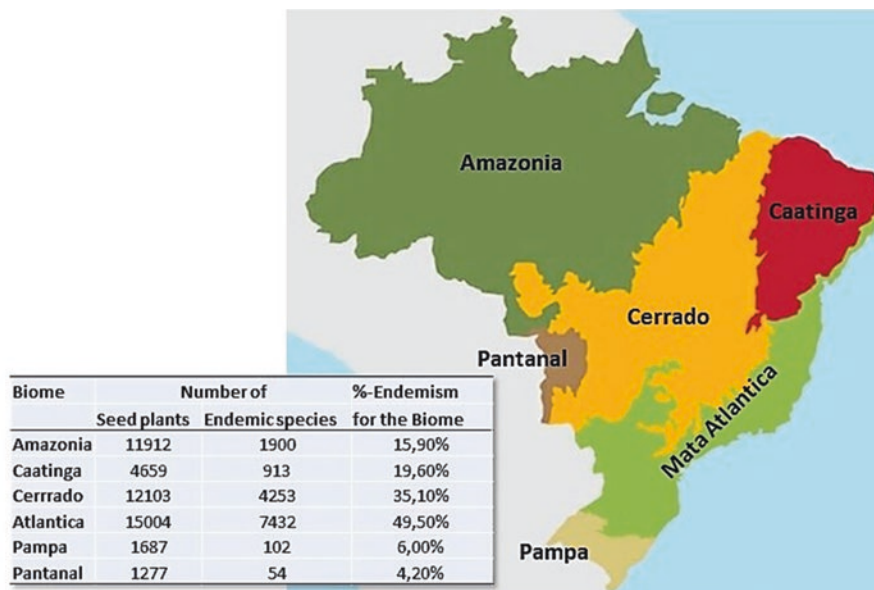 Amazonia
Caatinga
Cerrado
Pantanal
Mata Atlantica
Pampa
Biome Number of %-Endemism
Seed plants Endemic species for the Biome
Amazonia 11912 1900 15,90%
Caatinga 4659 913 19,60%
Cerrrado 12103 4253 35,10%
Atlantica 15004 7432 49,50%
Pampa 1687 102 6,00%
Pantanal 1277 54 4,20%